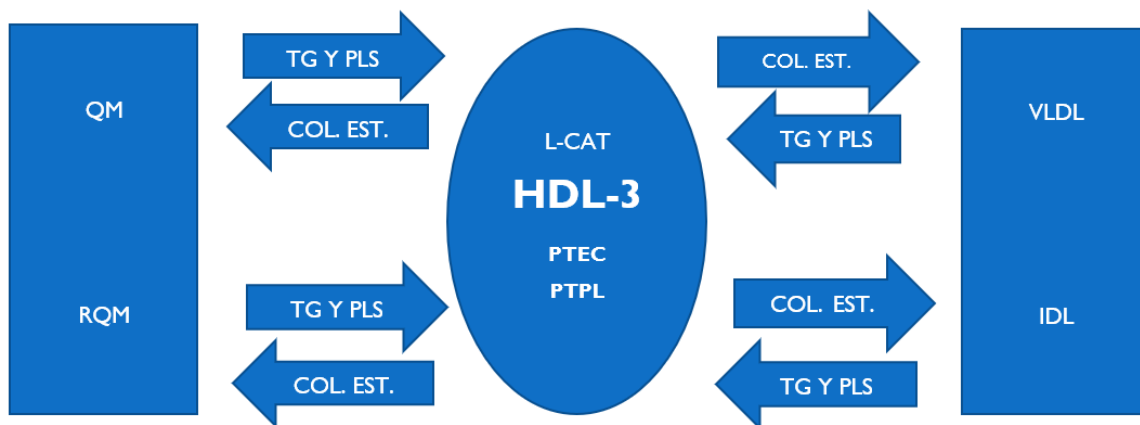 QM
RQM
TG Y PLS
COL. EST.
TG Y PLS
COL. EST.
L-CAT
HDL-3
PTEC
PTPL
COL. EST.
TG Y PLS
COL. EST.
TG Y PLS
VLDL
IDL